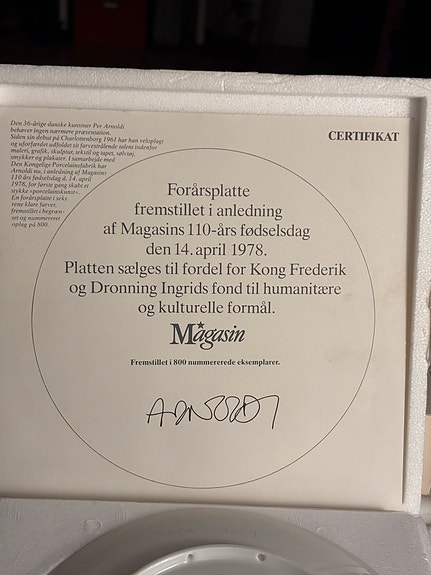 Den 36-årige danske kunstner Per Arnoldi
behøver ingen nærmere præsentation.
Siden sin debut på Charlottenborg 1961 har han veloplagt
og uforfærdet udfoldet sit farvestrålende talent indenfor
maleri, grafik, skulptur, tekstil og tapet, sølvtøj,
smykker og plakater. I samarbejde med
Den Kongelige Porcelainsfabrik har
Arnoldi nu, i anledning af Magasins
110 års fødselsdag d. 14. april
1978, for første gang skabt et
stykke »porcelainskunst«.
En forårsplatte i seks
rene klare farver,
fremstillet i begræn-
set og nummereret
oplag på 800.
CERTIFIKAT
Forårsplatte
fremstillet i anledning
af Magasins 110-års fødselsdag
den 14. april 1978.
Platten sælges til fordel for Kong Frederik
og Dronning Ingrids fond til humanitære
og kulturelle formål.
Magasin
Fremstillet i 800 nummererede eksemplarer.
ARNOLDI